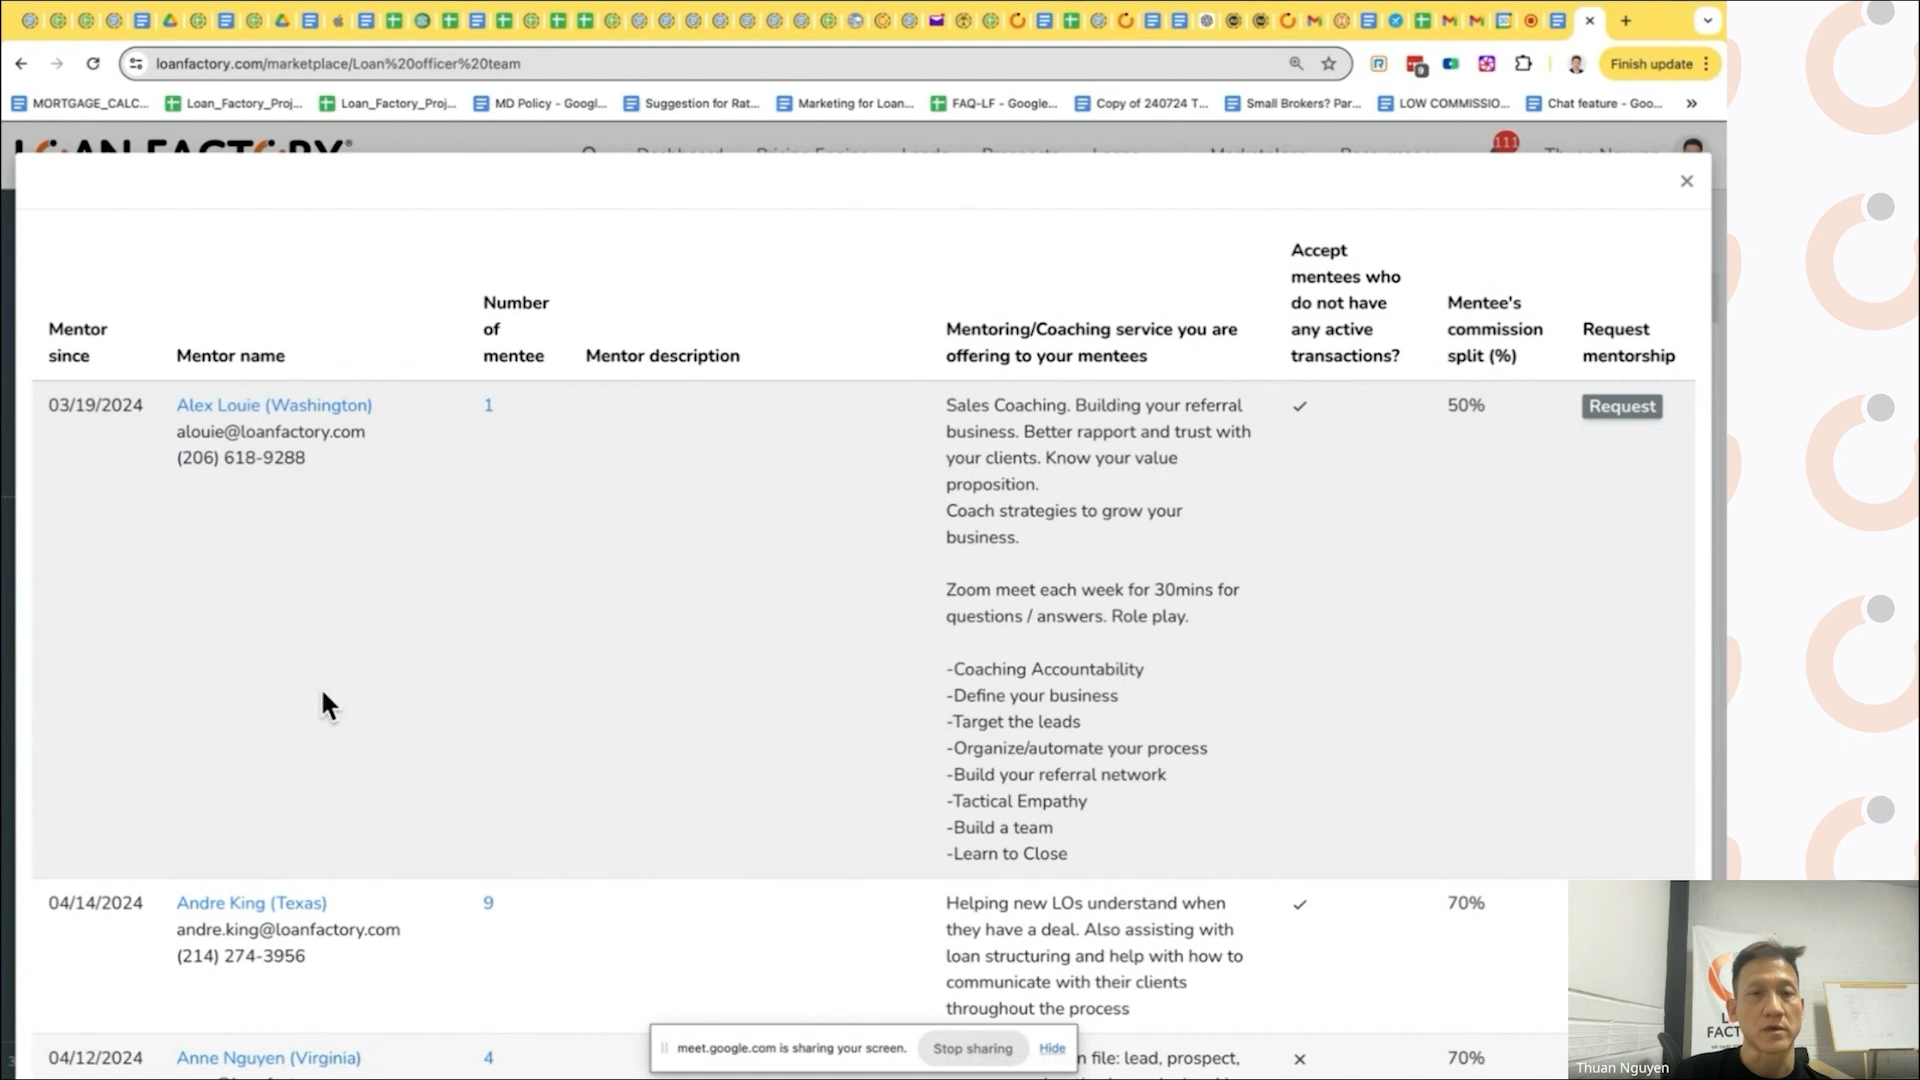 loanfactory.com/marketplace/Loan%20officer%20team
Finish update
MORTGAGE_CALC...
Loan_Factory_Proj...
Loan_Factory_Proj...
MD Policy - Googl...
Suggestion for Rat...
Marketing for Loan...
FAQ-LF - Google...
Copy of 240724 T...
Small Brokers? Par...
LOW COMMISSIO...
Chat feature - Goo...
»
LOAN FACTORY®
111
Mentor since
Mentor name
Number of mentee
Mentor description
Mentoring/Coaching service you are offering to your mentees
Accept mentees who do not have any active transactions?
Mentee's commission split (%)
Request mentorship
03/19/2024
Alex Louie (Washington)
alouie@loanfactory.com
(206) 618-9288
1
Sales Coaching. Building your referral
business. Better rapport and trust with
your clients. Know your value
proposition.
Coach strategies to grow your
business.
Zoom meet each week for 30mins for
questions / answers. Role play.
-Coaching Accountability
-Define your business
-Target the leads
-Organize/automate your process
-Build your referral network
-Tactical Empathy
-Build a team
-Learn to Close
50%
Request
04/14/2024
Andre King (Texas)
andre.king@loanfactory.com
(214) 274-3956
9
Helping new LOs understand when
they have a deal. Also assisting with
loan structuring and help with how to
communicate with their clients
throughout the process
70%
04/12/2024
Anne Nguyen (Virginia)
4
n file: lead, prospect,
70%
meet.google.com is sharing your screen.
Stop sharing
Hide
Thuan Nguyen